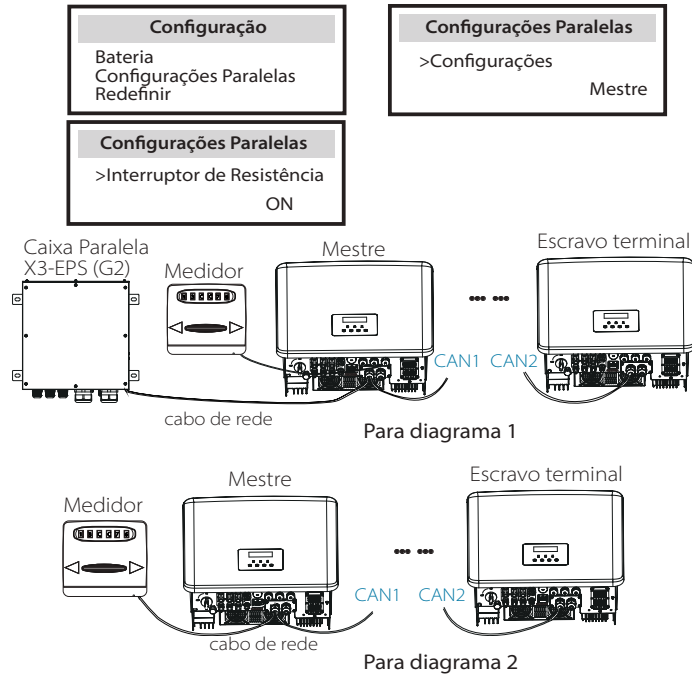 Configuração
Bateria
Configurações Paralelas
Redefinir
Configurações Paralelas
>Configurações
Mestre
Configurações Paralelas
>Interruptor de Resistência
ON
Caixa Paralela
X3-EPS (G2)
Medidor
Mestre
Escravo terminal
CAN1 CAN2
cabo de rede
Para diagrama 1
Medidor
Mestre
Escravo terminal
CAN1 CAN2
cabo de rede
Para diagrama 2